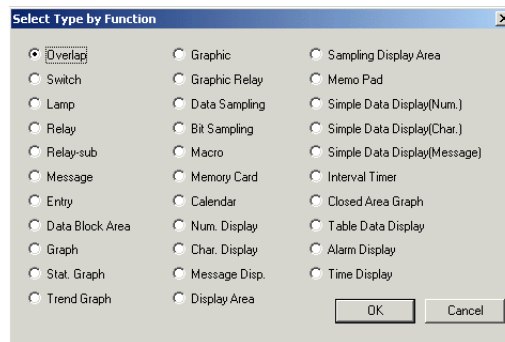 Select Type by Function
Overlap
Switch
Lamp
Relay
Relay-sub
Message
Entry
Data Block Area
Graph
Stat. Graph
Trend Graph
Graphic
Graphic Relay
Data Sampling
Bit Sampling
Macro
Memory Card
Calendar
Num. Display
Char. Display
Message Disp.
Display Area
Sampling Display Area
Memo Pad
Simple Data Display(Num.)
Simple Data Display(Char.)
Simple Data Display(Message)
Interval Timer
Closed Area Graph
Table Data Display
Alarm Display
Time Display
OK
Cancel